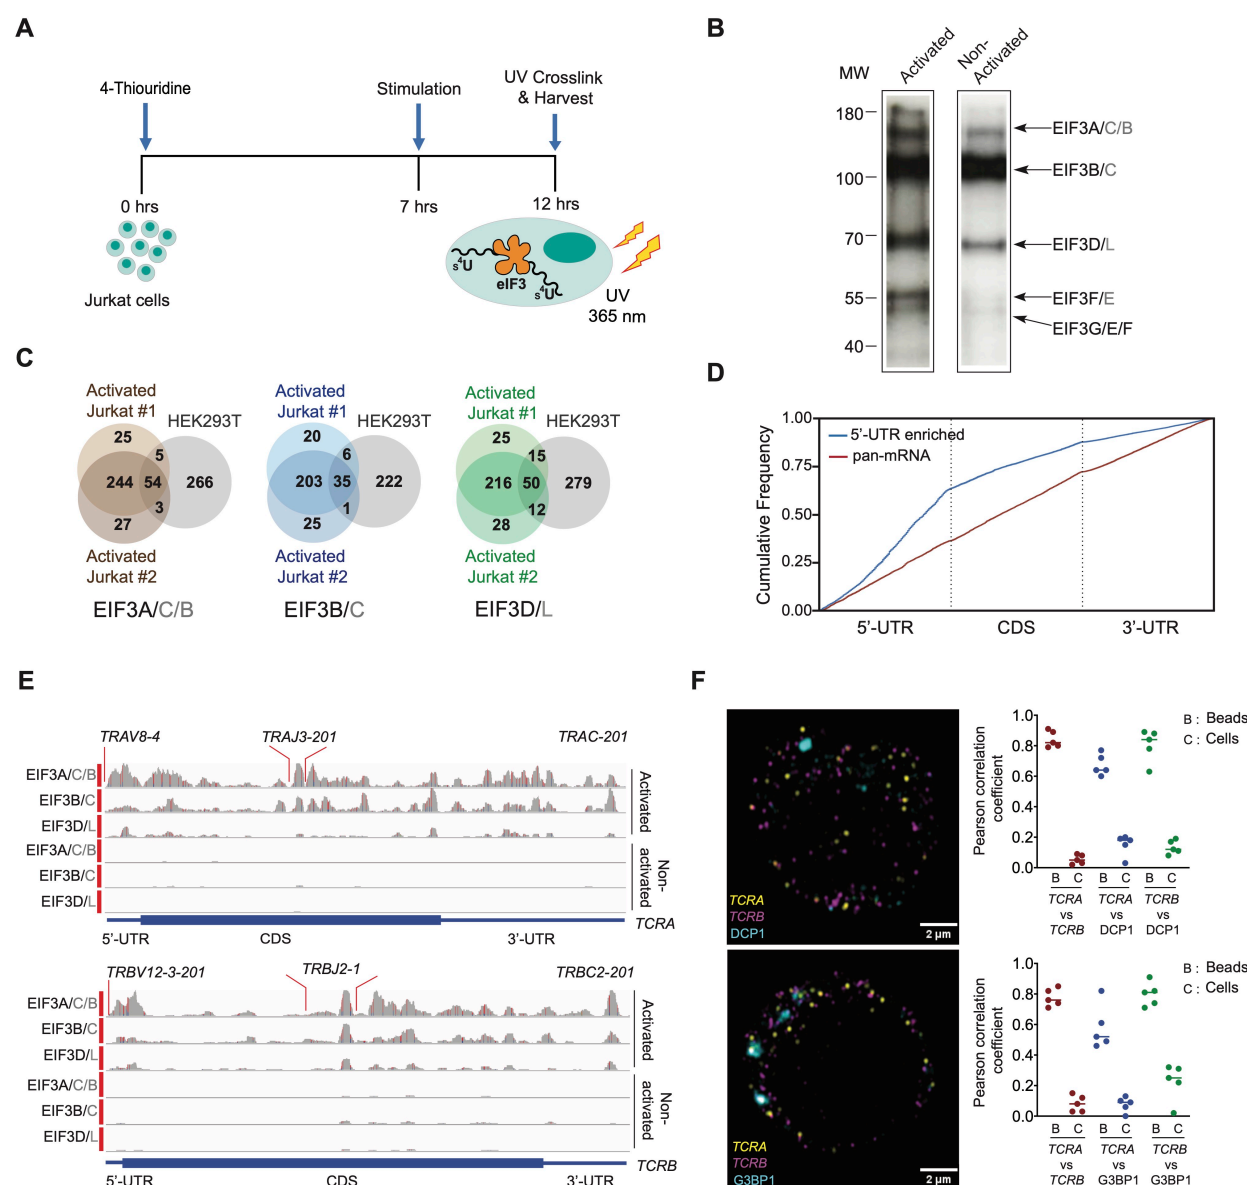 A
4-Thiouridine
Stimulation
UV Crosslink
& Harvest
0 hrs
7 hrs
12 hrs
Jurkat cells
s4U
eIF3
s4U
UV
365 nm
B
MW
Activated
Non-
Activated
180
100
70
55
40
EIF3A/C/B
EIF3B/C
EIF3D/L
EIF3F/E
EIF3G/E/F
C
Activated
Jurkat #1
HEK293T
25
5
244
54
266
3
27
Activated
Jurkat #2
EIF3A/C/B
Activated
Jurkat #1
HEK293T
20
6
203
35
222
1
25
Activated
Jurkat #2
EIF3B/C
Activated
Jurkat #1
HEK293T
25
15
216
50
279
12
28
Activated
Jurkat #2
EIF3D/L
D
Cumulative Frequency
1.00
0.75
0.50
0.25
0.00
5’-UTR enriched
pan-mRNA
5’-UTR
CDS
3’-UTR
E
TRAV8-4
TRAJ3-201
TRAC-201
EIF3A/C/B
EIF3B/C
EIF3D/L
EIF3A/C/B
EIF3B/C
EIF3D/L
Activated
Non-
activated
TCRA
5’-UTR
CDS
3’-UTR
TRBV12-3-201
TRBJ2-1
TRBC2-201
EIF3A/C/B
EIF3B/C
EIF3D/L
EIF3A/C/B
EIF3B/C
EIF3D/L
Activated
Non-
activated
TCRB
5’-UTR
CDS
3’-UTR
F
TCRA
TCRB
DCP1
2 µm
Pearson correlation
coefficient
1.0
0.8
0.6
0.4
0.2
0.0
B : Beads
C : Cells
B C B C B C
TCRA
vs
TCRB
TCRA
vs
DCP1
TCRB
vs
DCP1
TCRA
TCRB
G3BP1
2 µm
Pearson correlation
coefficient
1.0
0.8
0.6
0.4
0.2
0.0
B : Beads
C : Cells
B C B C B C
TCRA
vs
TCRB
TCRA
vs
G3BP1
TCRB
vs
G3BP1